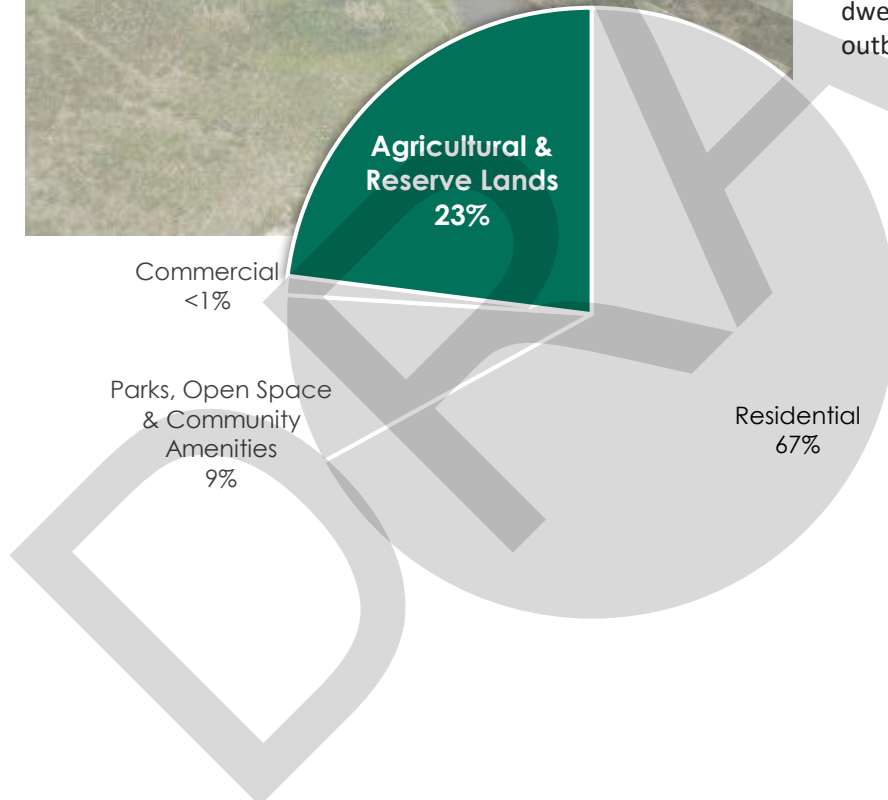 Agricultural &
Reserve Lands
23%
Commercial
<1%
Parks, Open Space
& Community
Amenities
9%
Residential
67%